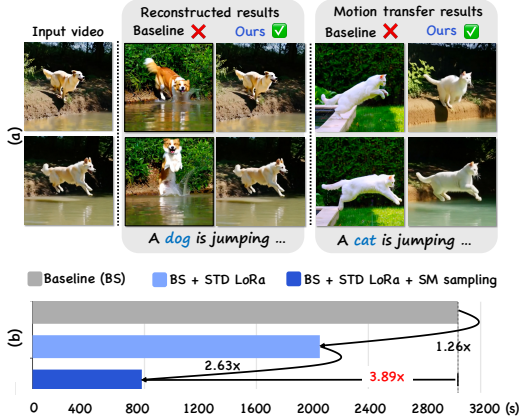 Input video
Reconstructed results
Baseline ❌ Ours ✅
Motion transfer results
Baseline ❌ Ours ✅
(a)
A dog is jumping ...
A cat is jumping ...
Baseline (BS)
BS + STD LoRa
BS + STD LoRa + SM sampling
(b)
1.26x
2.63x
3.89x
0 400 800 1200 1600 2000 2400 2800 3200 (s)